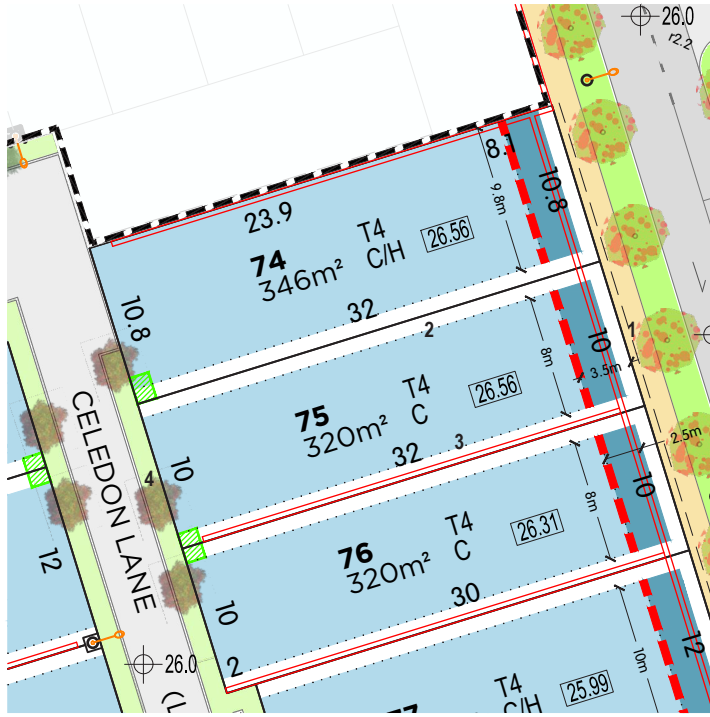 26.0
r2.2
8.1
10.8
9.8m
23.9
74
T4
26.56
346m²
C/H
10.8
32
2
1
10
8m
3.5m
75
T4
26.56
320m²
C
2.5m
32
3
CELEDON LANE
4
10
10
8m
76
T4
26.31
320m²
C
12
10
30
10m
12
2
26.0
T4
25.99
C/H